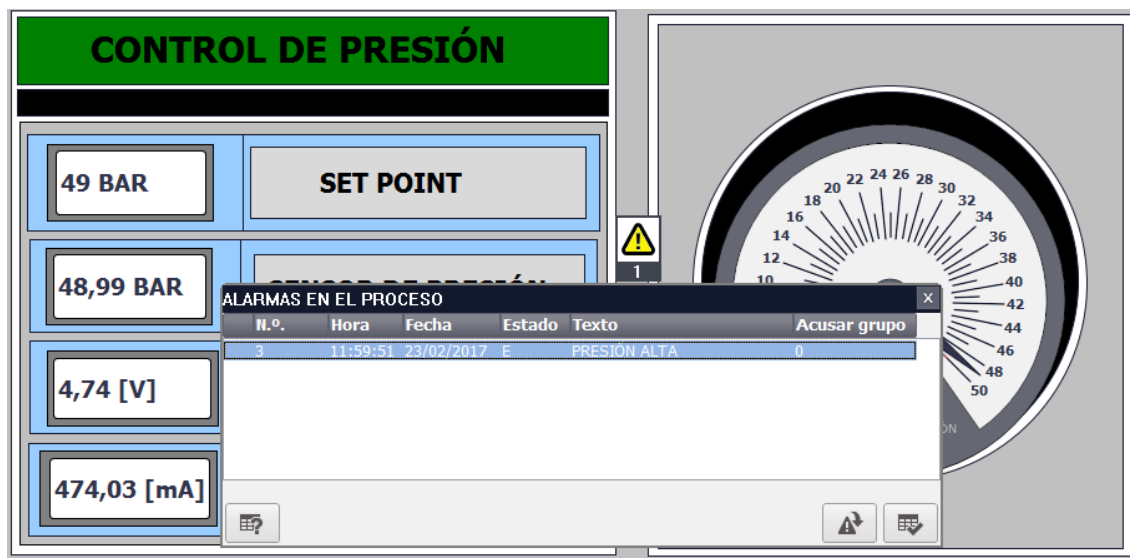 CONTROL DE PRESIÓN
49 BAR
SET POINT
48,99 BAR
SENSOR DE PRESIÓN
4,74 [V]
474,03 [mA]
1
ALARMAS EN EL PROCESO
X
N.º. Hora Fecha Estado Texto Acusar grupo
3 11:59:51 23/02/2017 E PRESIÓN ALTA 0
10
12
14
16
18
20
22
24
26
28
30
32
34
36
38
40
42
44
46
48
50